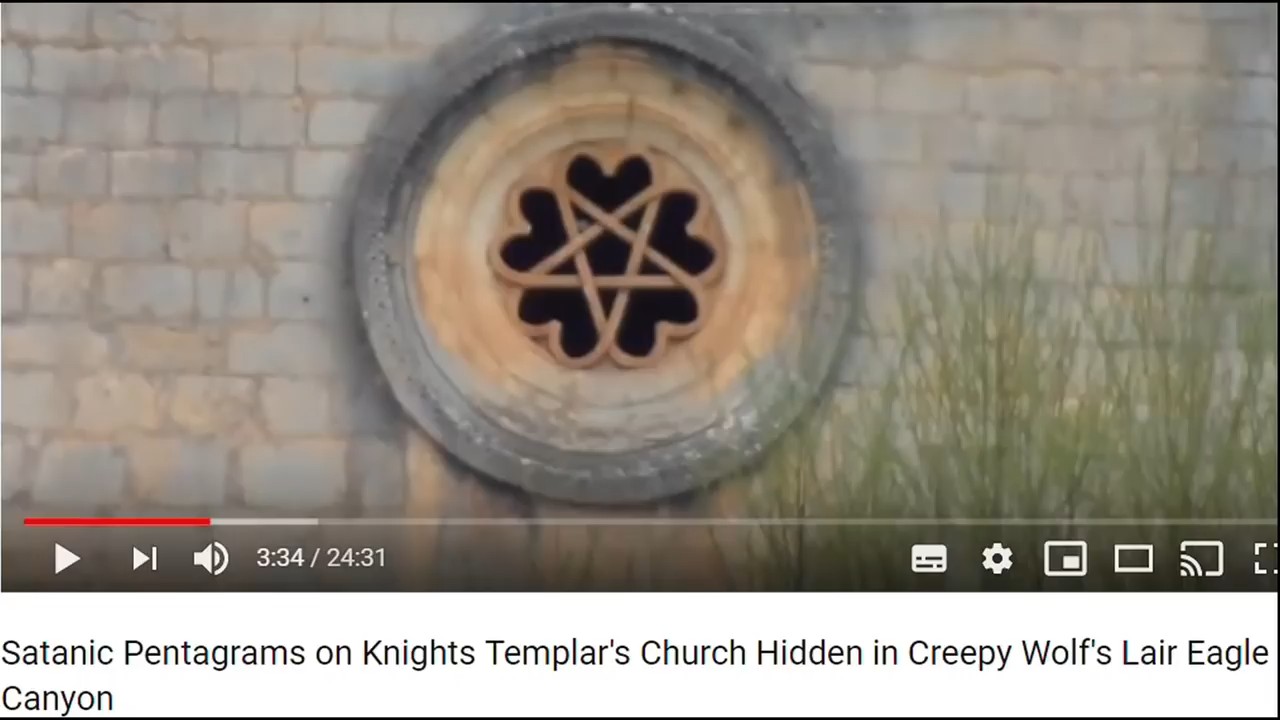 3:34 / 24:31
Satanic Pentagrams on Knights Templar's Church Hidden in Creepy Wolf's Lair Eagle
Canyon